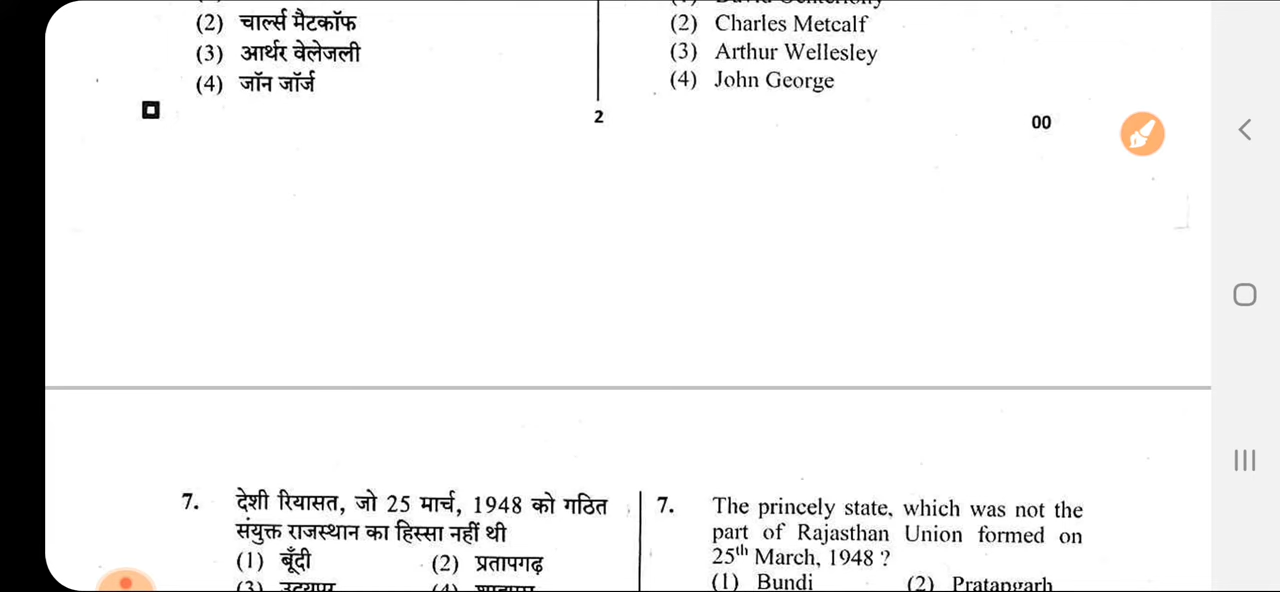 (2) चार्ल्स मैटकॉफ
(3) आर्थर वेलेजली
(4) जॉन जॉर्ज
(2) Charles Metcalf
(3) Arthur Wellesley
(4) John George
2
00
7. देशी रियासत, जो 25 मार्च, 1948 को गठित
संयुक्त राजस्थान का हिस्सा नहीं थी
(1) बूँदी (2) प्रतापगढ़
7. The princely state, which was not the
part of Rajasthan Union formed on
25th March, 1948 ?
(1) Bundi (2) Pratapgarh